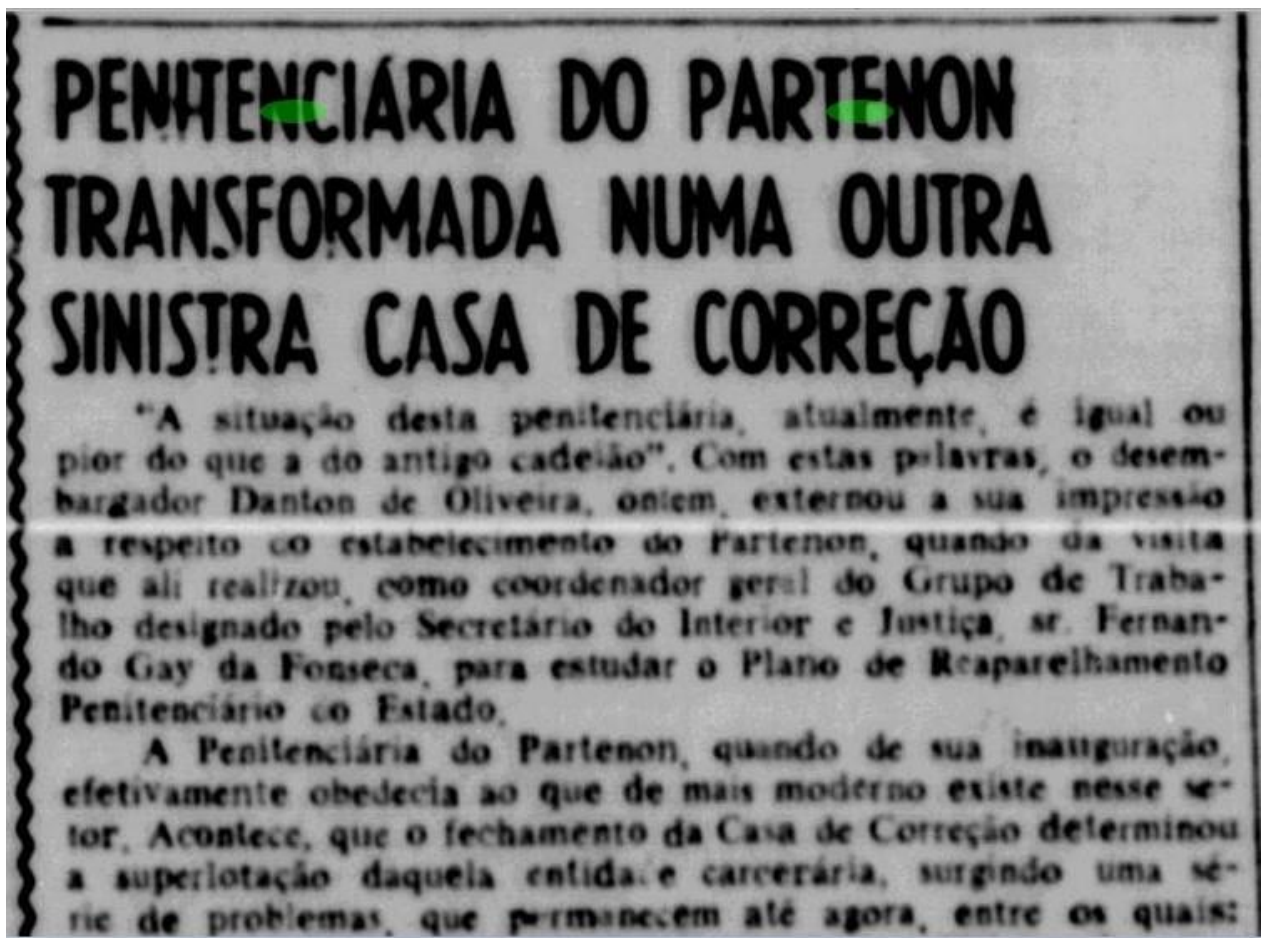 PENITENCIÁRIA DO PARTENON
TRANSFORMADA NUMA OUTRA
SINISTRA CASA DE CORREÇÃO
"A situação desta penitenciária, atualmente, é igual ou
pior do que a do antigo cadeião". Com estas palavras, o desem-
bargador Danton de Oliveira, ontem, externou a sua impressão
a respeito do estabelecimento do Partenon, quando da visita
que ali realizou, como coordenador geral do Grupo de Traba-
lho designado pelo Secretário do Interior e Justiça, sr. Fernan-
do Gay da Fonseca, para estudar o Plano de Reaparelhamento
Penitenciário do Estado.
A Penitenciária do Partenon, quando de sua inauguração,
efetivamente obedecia ao que de mais moderno existe nesse se-
tor. Acontece, que o fechamento da Casa de Correção determinou
a superlotação daquela entidade carcerária, surgindo uma sé-
rie de problemas, que permanecem até agora, entre os quais: